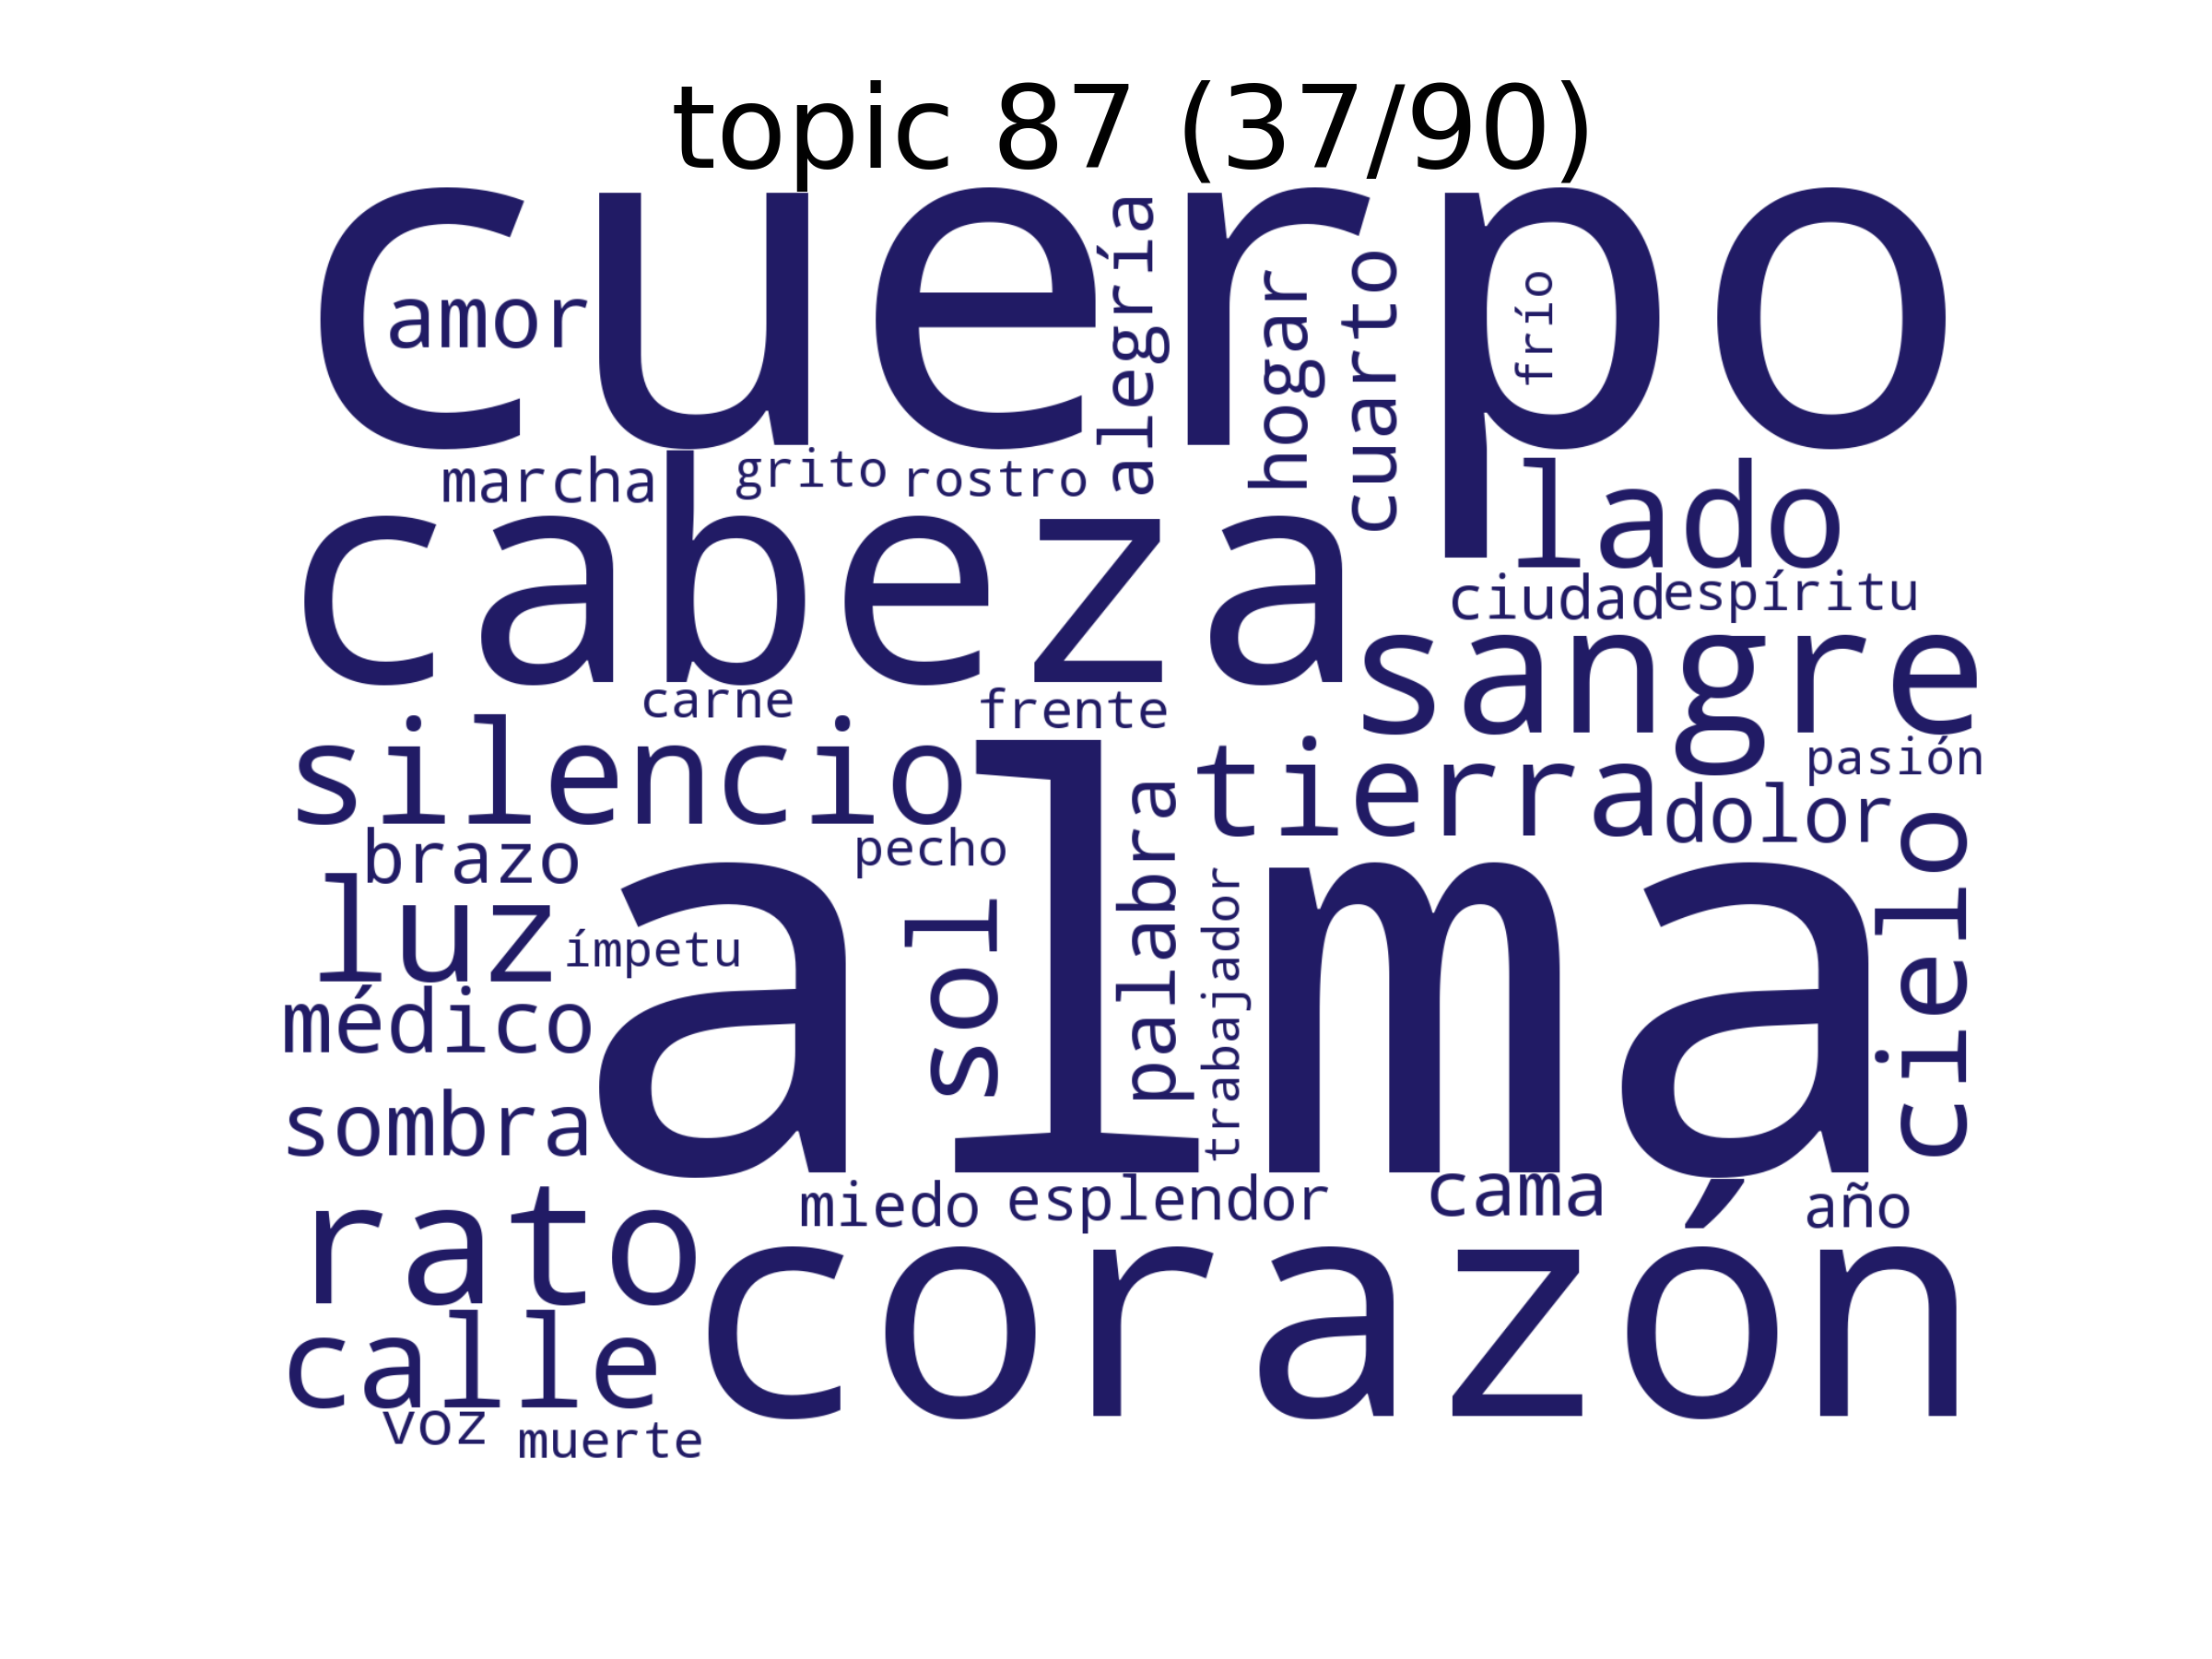 topic 87 (37/90)
cuerpo
amor
alegría
hogar
cuarto
frío
marcha
grito
rostro
cabeza
lado
ciudad
espíritu
sangre
carne
frente
silencio
tierra
pasión
dolor
brazo
pecho
palabra
cielo
luz
ímpetu
sol
trabajador
alma
médico
sombra
miedo
esplendor
cama
año
rato
corazón
calle
voz
muerte